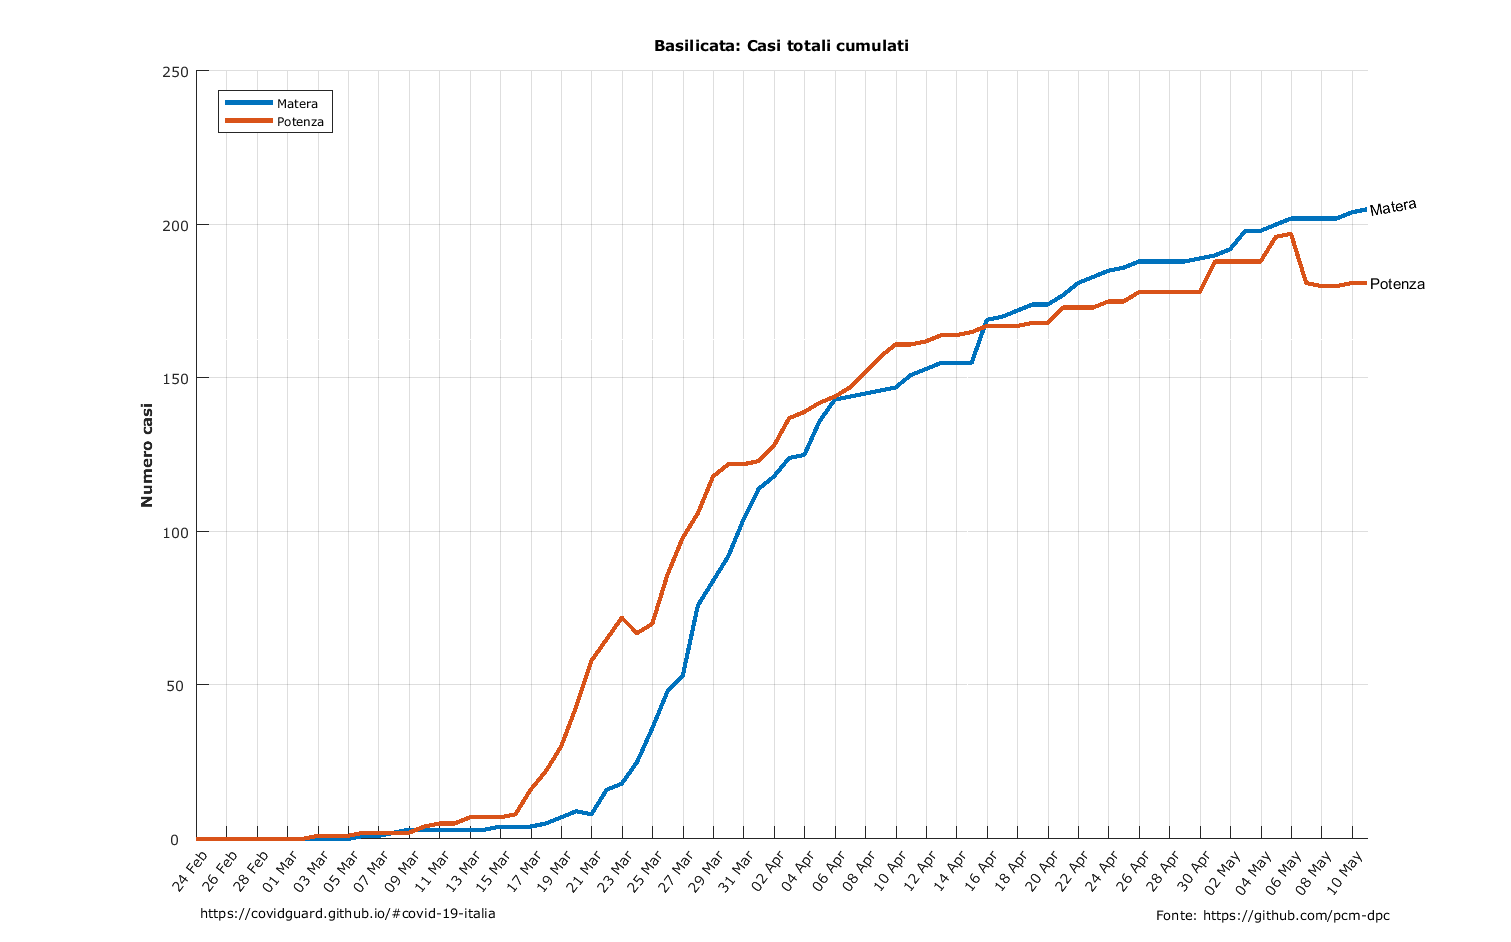 Basilicata: Casi totali cumulati
250
200
150
100
50
0
Numero casi
Matera
Potenza
Matera
Potenza
24 Feb
26 Feb
28 Feb
01 Mar
03 Mar
05 Mar
07 Mar
09 Mar
11 Mar
13 Mar
15 Mar
17 Mar
19 Mar
21 Mar
23 Mar
25 Mar
27 Mar
29 Mar
31 Mar
02 Apr
04 Apr
06 Apr
08 Apr
10 Apr
12 Apr
14 Apr
16 Apr
18 Apr
20 Apr
22 Apr
24 Apr
26 Apr
28 Apr
30 Apr
02 May
04 May
06 May
08 May
10 May
https://covidguard.github.io/#covid-19-italia
Fonte: https://github.com/pcm-dpc